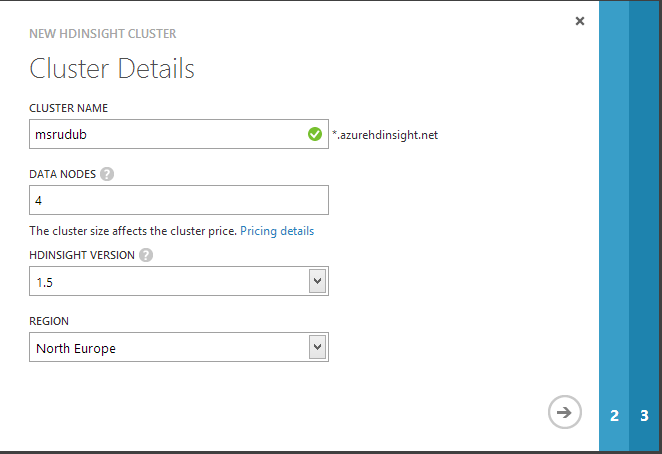 NEW HDINSIGHT CLUSTER
Cluster Details
CLUSTER NAME
msrudub *.azurehdinsight.net
DATA NODES ?
4
The cluster size affects the cluster price. Pricing details
HDINSIGHT VERSION ?
1.5
REGION
North Europe
2 3